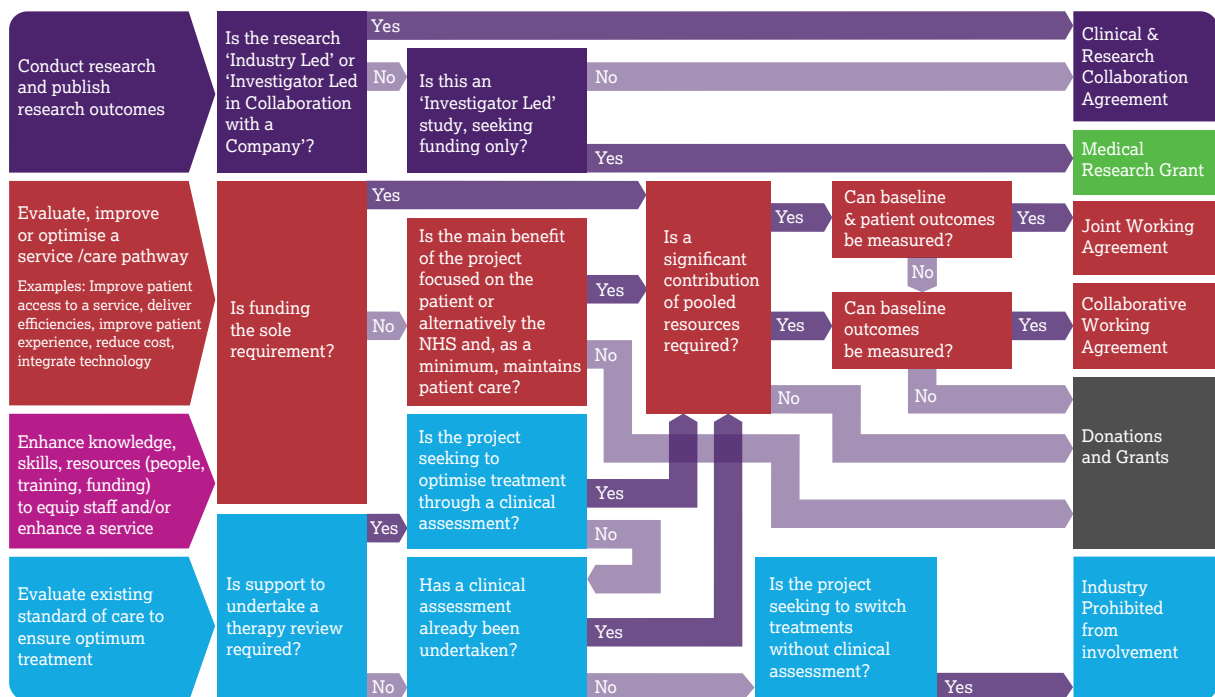 Conduct research
and publish
research outcomes
Is the research
‘Industry Led’ or
‘Investigator Led
in Collaboration
with a
Company’?
Yes
No
Is this an
‘Investigator Led’
study, seeking
funding only?
No
Yes
Clinical &
Research
Collaboration
Agreement
Medical
Research Grant
Evaluate, improve
or optimise a
service /care pathway
Examples: Improve patient
access to a service, deliver
efficiencies, improve patient
experience, reduce cost,
integrate technology
Is funding
the sole
requirement?
Yes
No
Is the main benefit
of the project
focused on the
patient or
alternatively the
NHS and, as a
minimum, maintains
patient care?
Yes
No
Is a
significant
contribution
of pooled
resources
required?
Yes
Yes
No
Can baseline
& patient outcomes
be measured?
Yes
No
Can baseline
outcomes
be measured?
Yes
No
Joint Working
Agreement
Collaborative
Working
Agreement
Donations
and Grants
Enhance knowledge,
skills, resources (people,
training, funding)
to equip staff and/or
enhance a service
Is the project
seeking to
optimise treatment
through a clinical
assessment?
Yes
No
Evaluate existing
standard of care to
ensure optimum
treatment
Is support to
undertake a
therapy review
required?
Yes
No
Has a clinical
assessment
already been
undertaken?
Yes
No
Is the project
seeking to switch
treatments
without clinical
assessment?
Yes
Industry
Prohibited
from
involvement